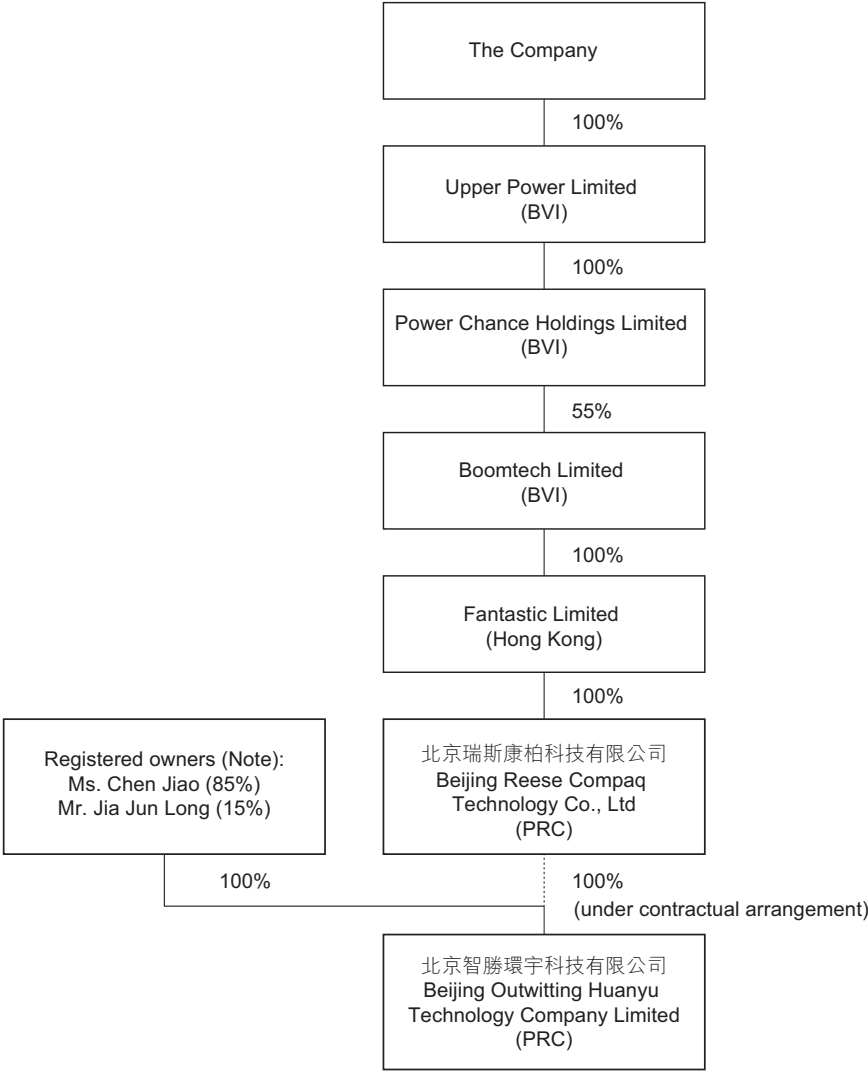 The Company
100%
Upper Power Limited
(BVI)
100%
Power Chance Holdings Limited
(BVI)
55%
Boomtech Limited
(BVI)
100%
Fantastic Limited
(Hong Kong)
100%
Registered owners (Note):
Ms. Chen Jiao (85%)
Mr. Jia Jun Long (15%)
北京瑞斯康柏科技有限公司
Beijing Reese Compaq
Technology Co., Ltd
(PRC)
100%
100%
(under contractual arrangement)
北京智勝環宇科技有限公司
Beijing Outwitting Huanyu
Technology Company Limited
(PRC)